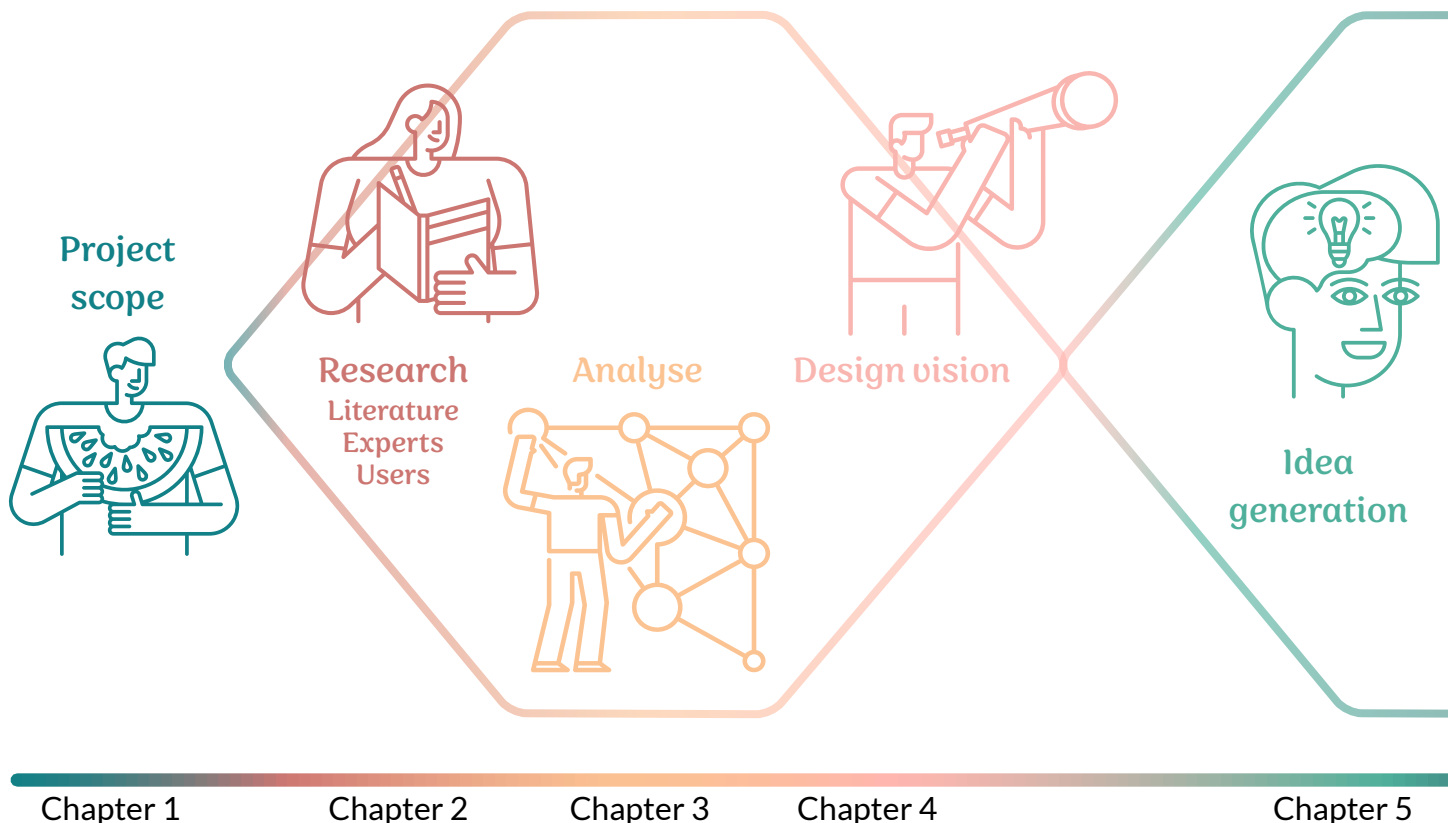 Project
scope
Research
Literature
Experts
Users
Analyse
Design vision
Idea
generation
Chapter 1
Chapter 2
Chapter 3
Chapter 4
Chapter 5